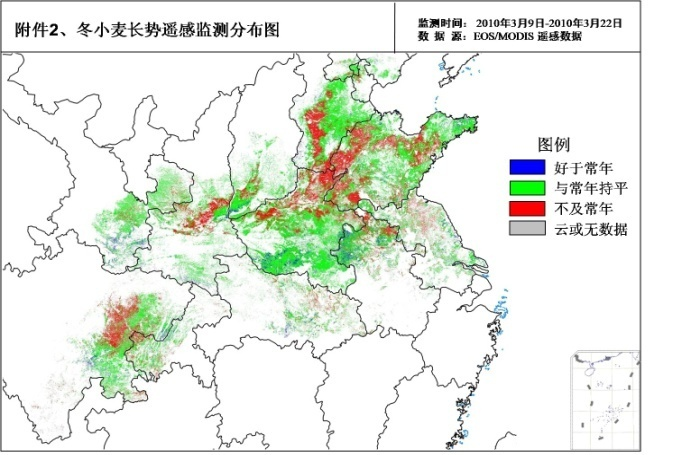 附件2、冬小麦长势遥感监测分布图
监测时间： 2010年3月9日-2010年3月22日
数 据 源：EOS/MODIS 遥感数据
图例
好于常年
与常年持平
不及常年
云或无数据